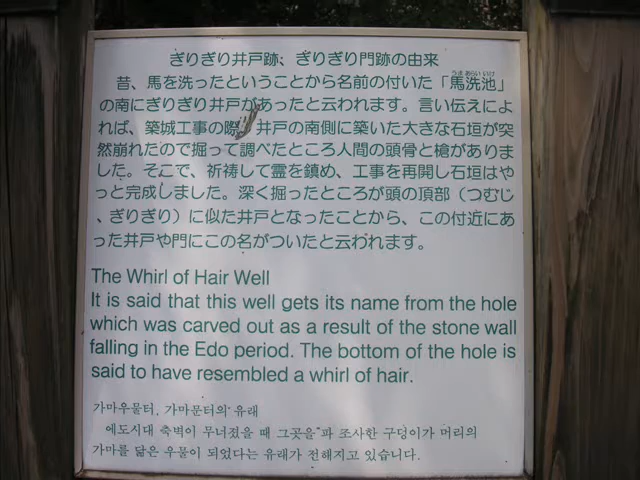 ぎりぎり井戸跡、ぎりぎり門跡の由来
うま あらい いけ
昔、馬を洗ったということから名前の付いた「馬洗池」
の南にぎりぎり井戸があったと云われます。言い伝えによ
れば、築城工事の際、井戸の南側に築いた大きな石垣が突
然崩れたので掘って調べたところ人間の頭骨と槍がありま
した。そこで、祈祷して霊を鎮め、工事を再開し石垣はや
っと完成しました。深く掘ったところが頭の頂部（つむじ
、ぎりぎり）に似た井戸となったことから、この付近にあ
った井戸や門にこの名がついたと云われます。
The Whirl of Hair Well
It is said that this well gets its name from the hole
which was carved out as a result of the stone wall
falling in the Edo period. The bottom of the hole is
said to have resembled a whirl of hair.
가마우물터, 가마문터의 유래
에도시대 축벽이 무너졌을 때 그곳을 파 조사한 구덩이가 머리의
가마를 닮은 우물이 되었다는 유래가 전해지고 있습니다.